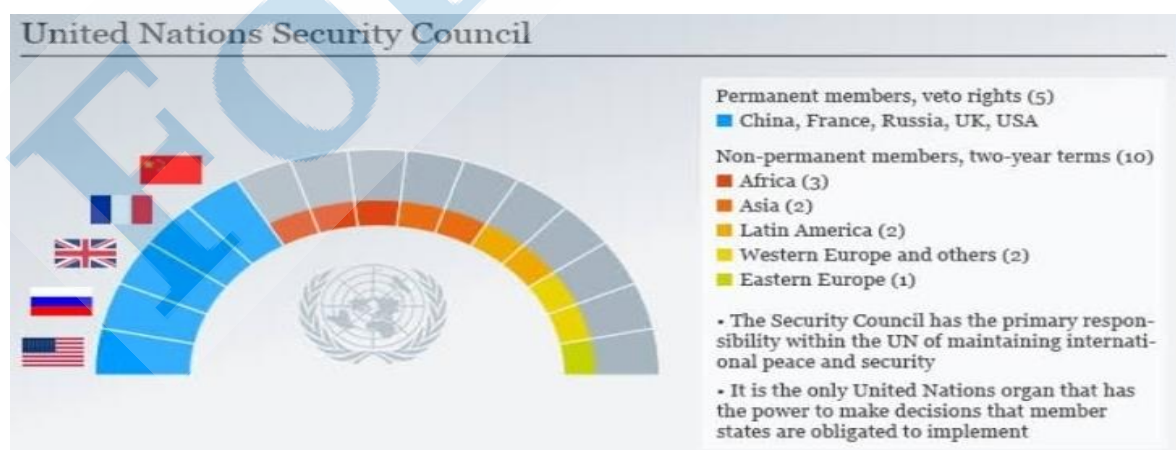 United Nations Security Council
Permanent members, veto rights (5)
China, France, Russia, UK, USA
Non-permanent members, two-year terms (10)
Africa (3)
Asia (2)
Latin America (2)
Western Europe and others (2)
Eastern Europe (1)
• The Security Council has the primary respon-
sibility within the UN of maintaining internati-
onal peace and security
• It is the only United Nations organ that has
the power to make decisions that member
states are obligated to implement